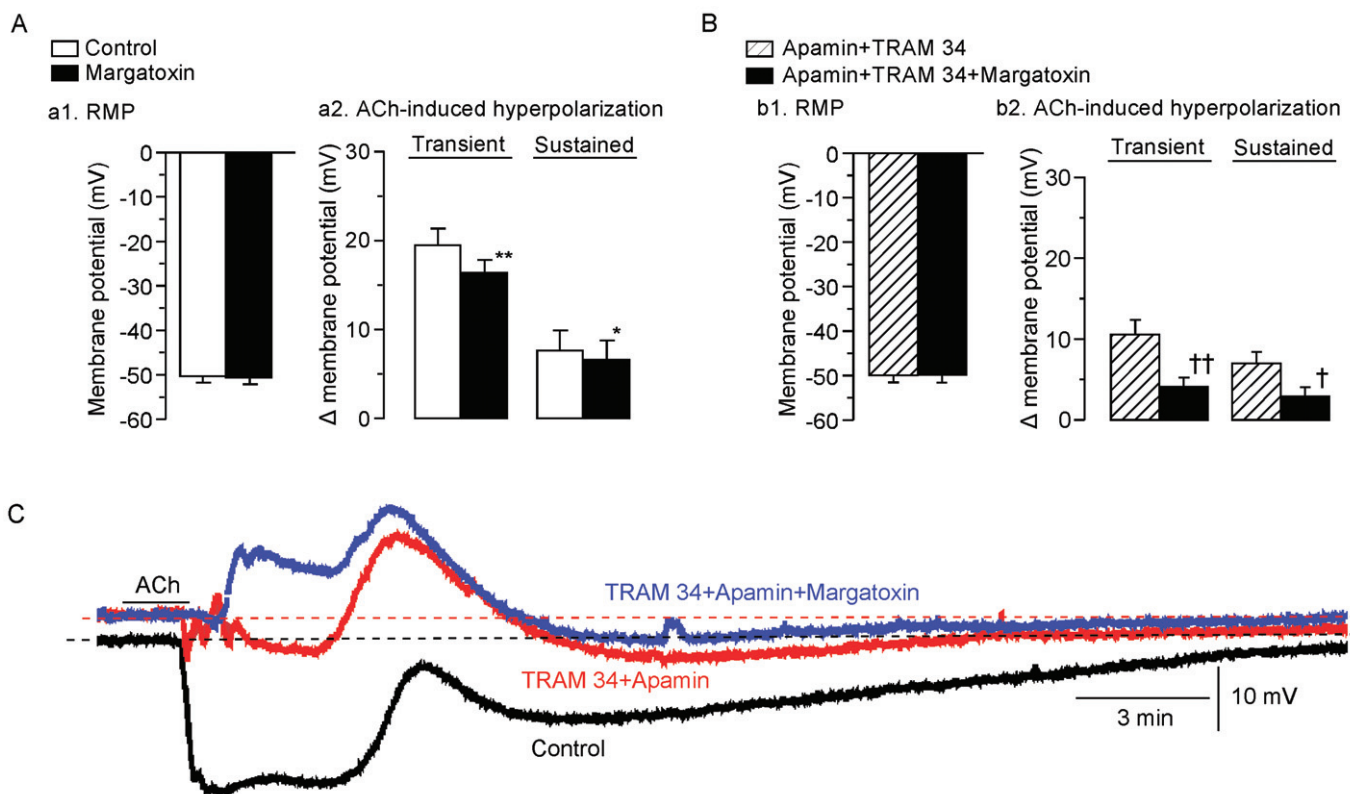 A
Control
Margatoxin
a1. RMP
0
-10
-20
-30
-40
-50
-60
Membrane potential (mV)
a2. ACh-induced hyperpolarization
Transient Sustained
30
20
10
0
Δ membrane potential (mV)
**
*
B
Apamin+TRAM 34
Apamin+TRAM 34+Margatoxin
b1. RMP
0
-10
-20
-30
-40
-50
-60
Membrane potential (mV)
b2. ACh-induced hyperpolarization
Transient Sustained
30
20
10
0
Δ membrane potential (mV)
††
†
C
ACh
TRAM 34+Apamin+Margatoxin
TRAM 34+Apamin
Control
3 min
10 mV